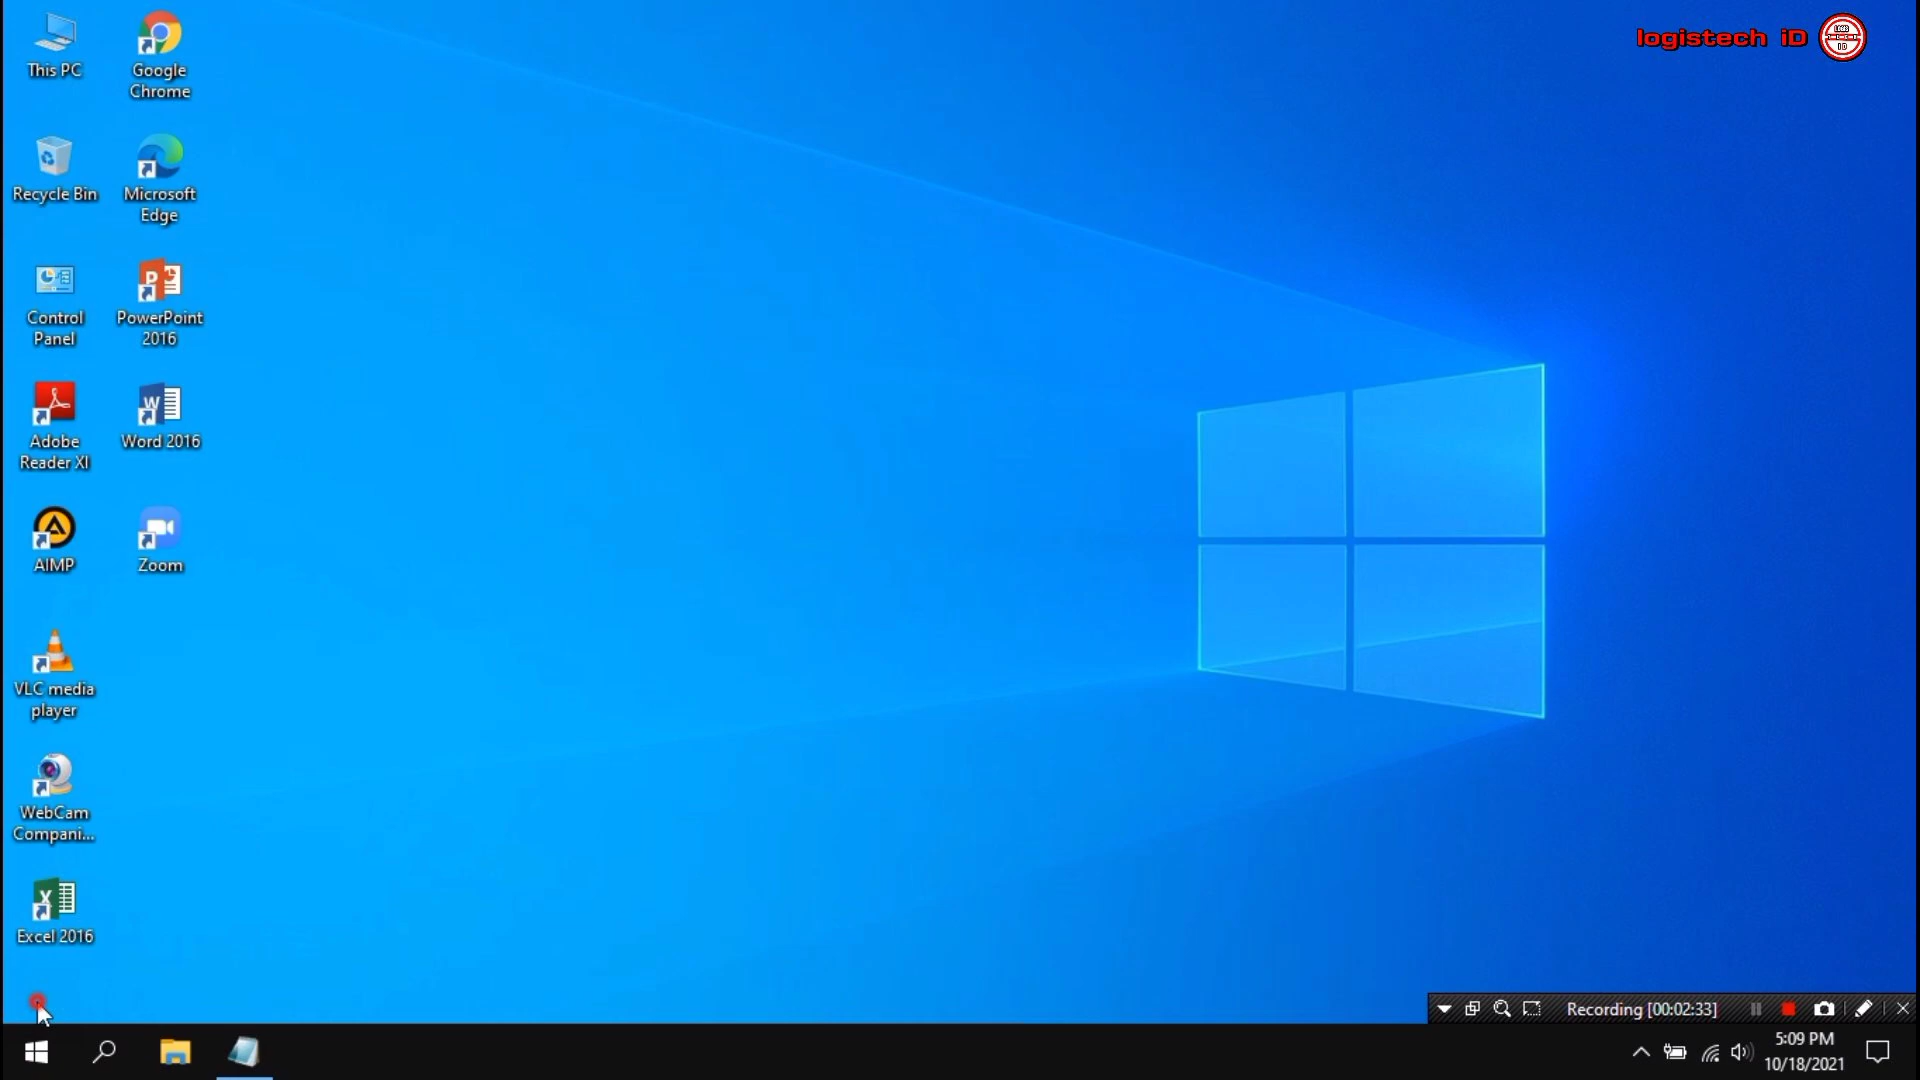 logistech iD
This PC
Google
Chrome
Recycle Bin
Microsoft
Edge
Control
Panel
PowerPoint
2016
Adobe
Reader XI
Word 2016
AIMP
Zoom
VLC media
player
WebCam
Compani...
Excel 2016
Recording [00:02:33]
5:09 PM
10/18/2021